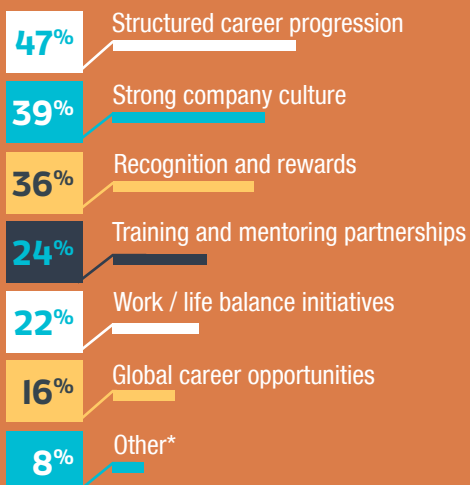 47% Structured career progression
39% Strong company culture
36% Recognition and rewards
24% Training and mentoring partnerships
22% Work / life balance initiatives
16% Global career opportunities
8% Other*